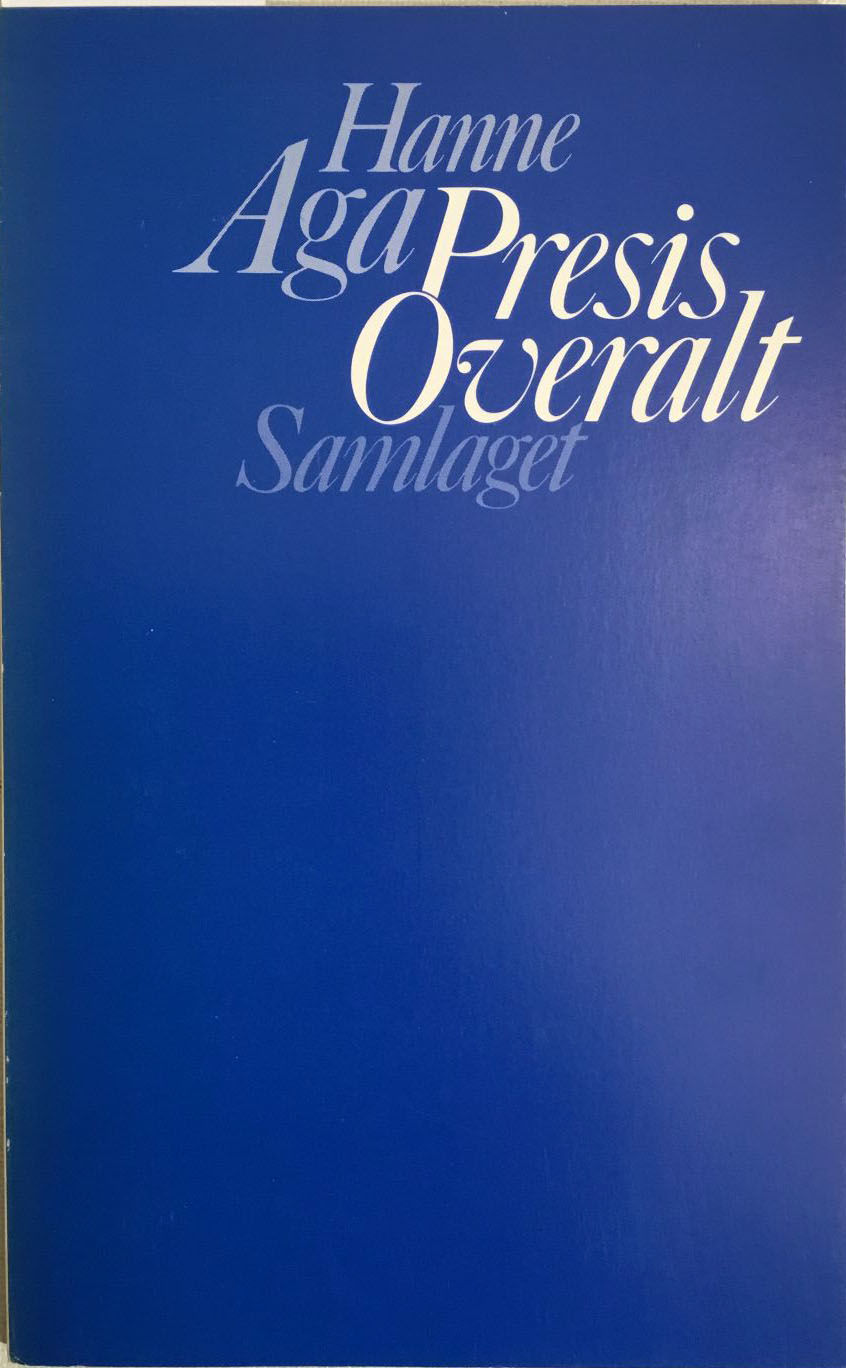 Hanne
Aga Presis
Overalt
Samlaget